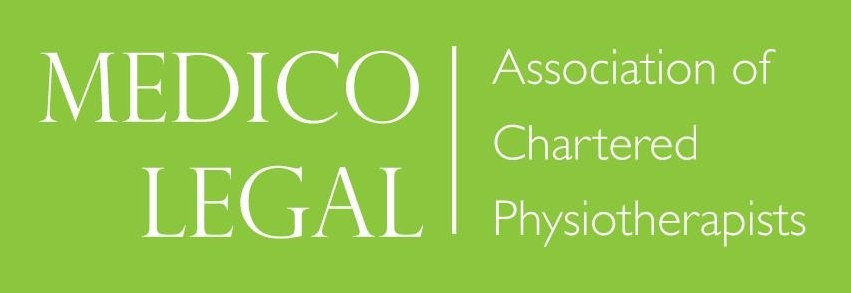 MEDICO
LEGAL
Association of
Chartered
Physiotherapists